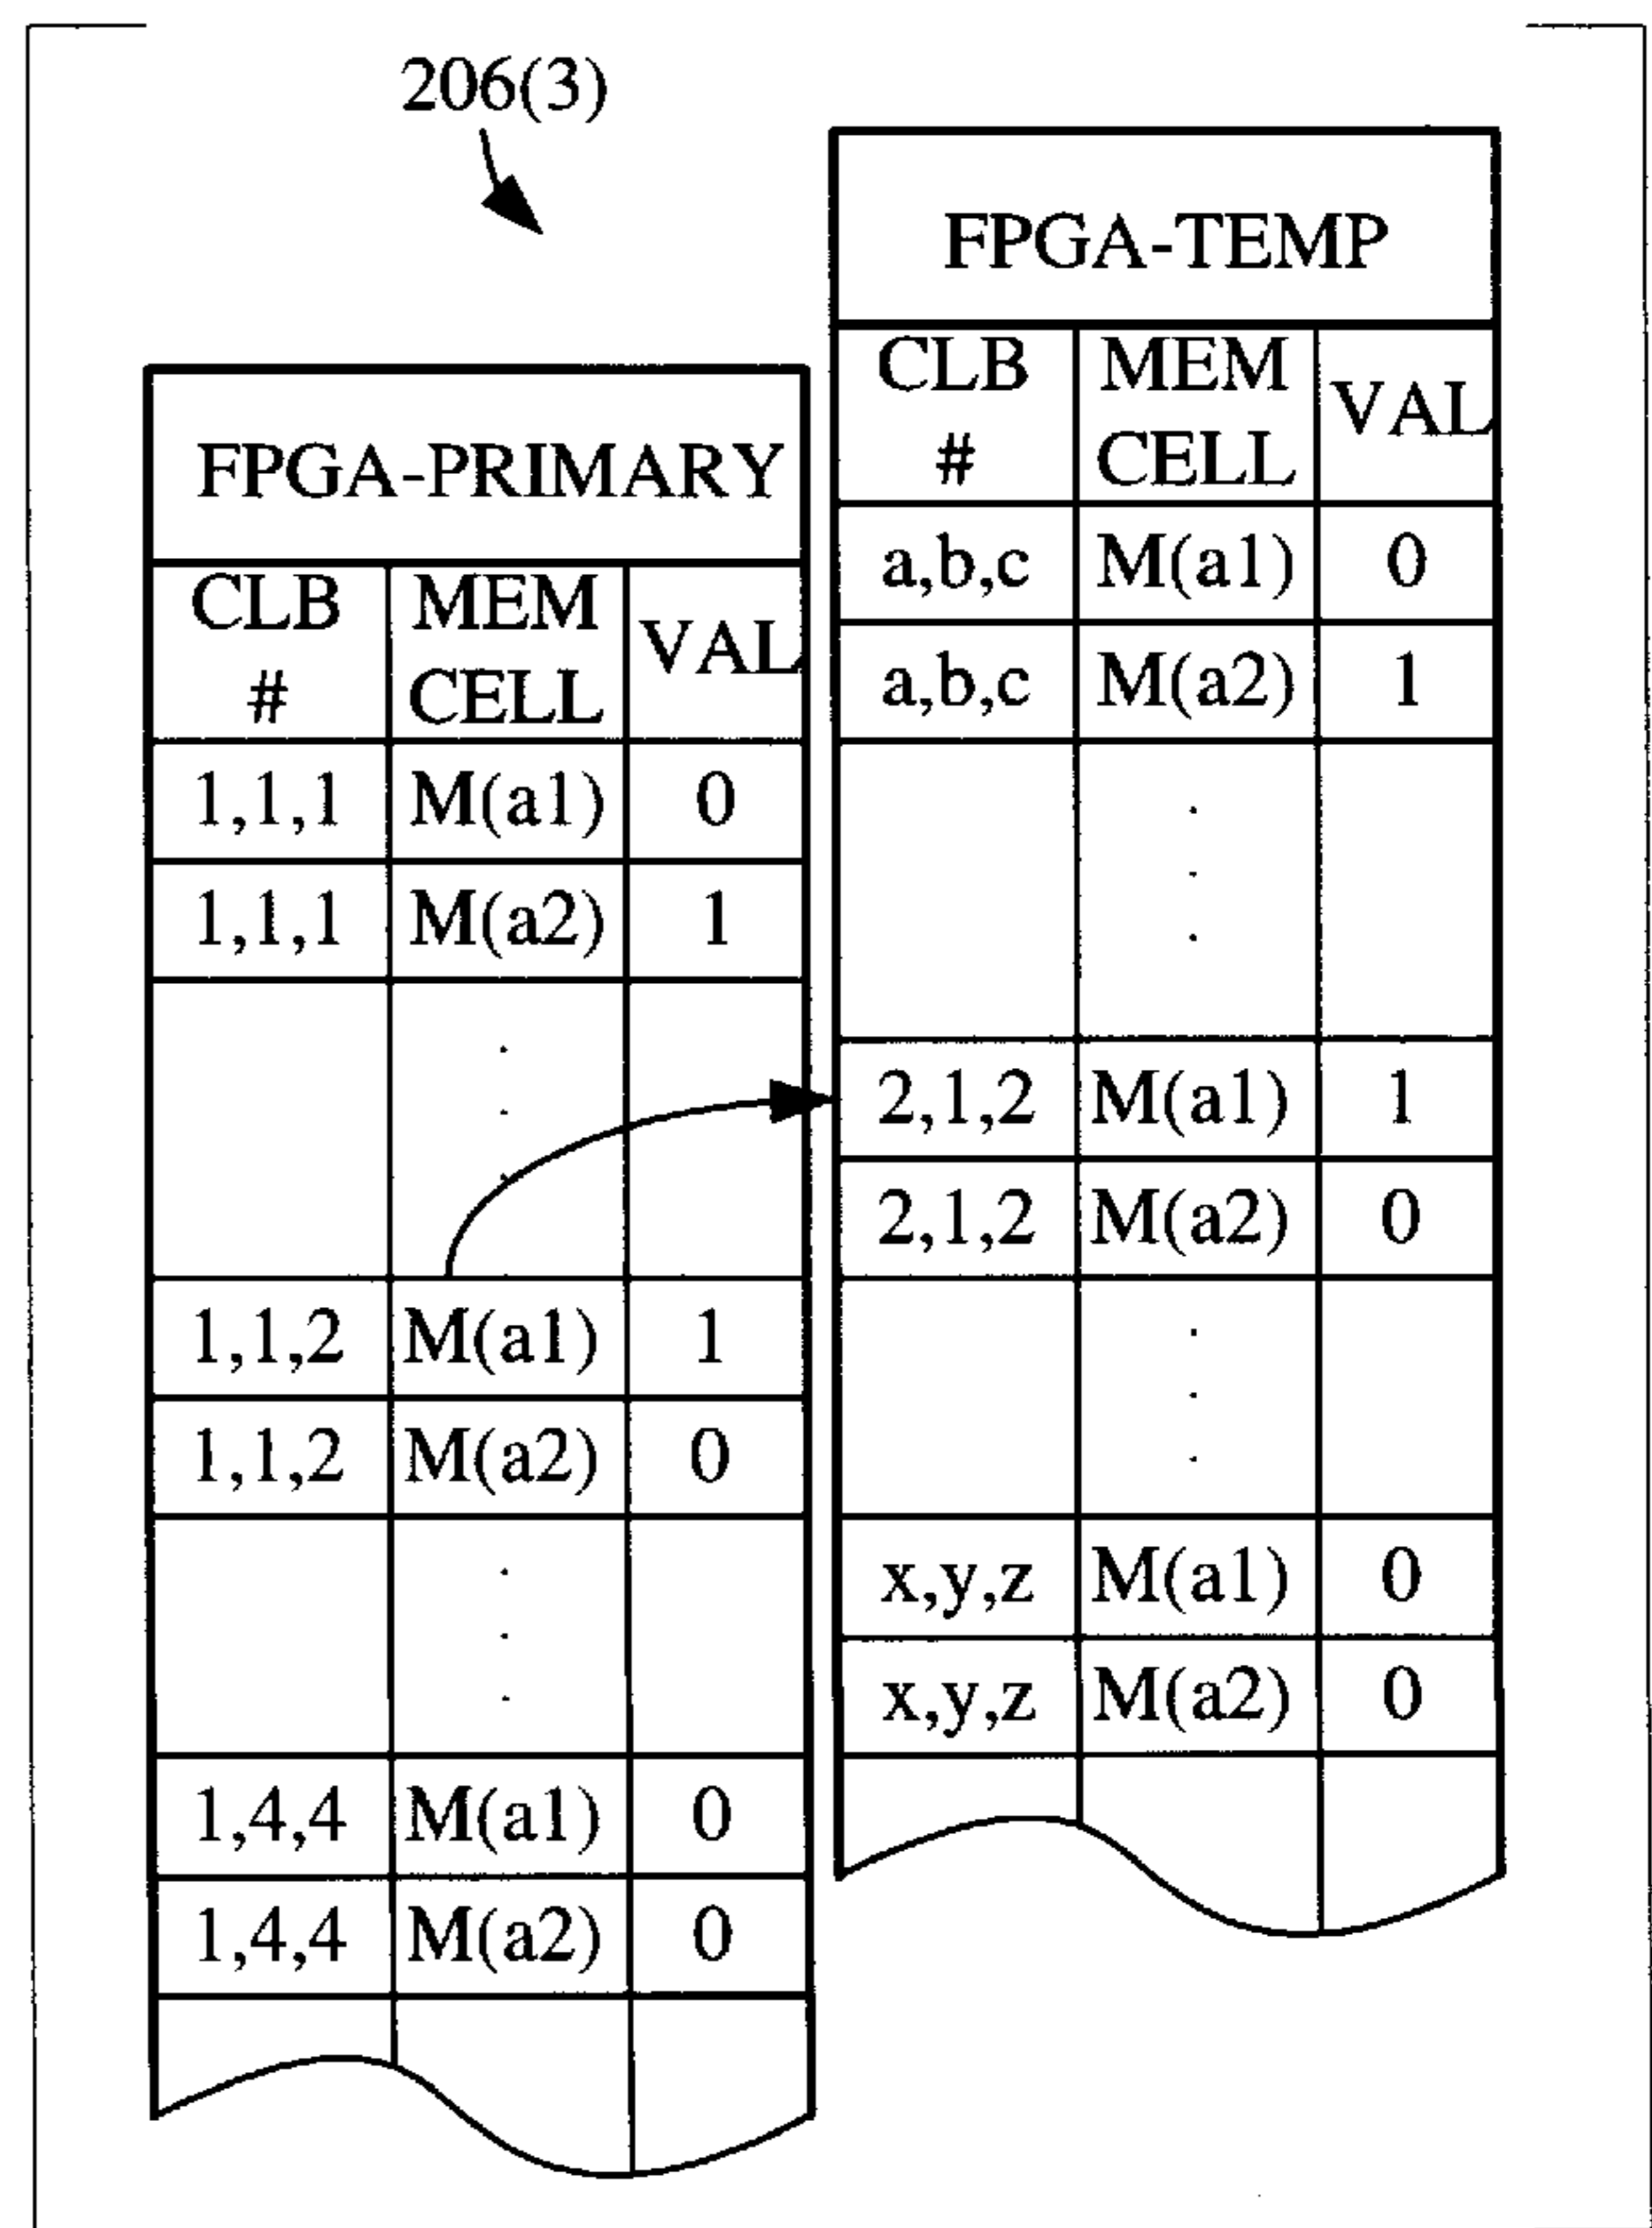 206(3)
FPGA-PRIMARY
CLB # MEM CELL VAL
1,1,1 M(a1) 0
1,1,1 M(a2) 1
1,1,2 M(a1) 1
1,1,2 M(a2) 0
1,4,4 M(a1) 0
1,4,4 M(a2) 0
FPGA-TEMP
CLB # MEM CELL VAL
a,b,c M(a1) 0
a,b,c M(a2) 1
2,1,2 M(a1) 1
2,1,2 M(a2) 0
x,y,z M(a1) 0
x,y,z M(a2) 0